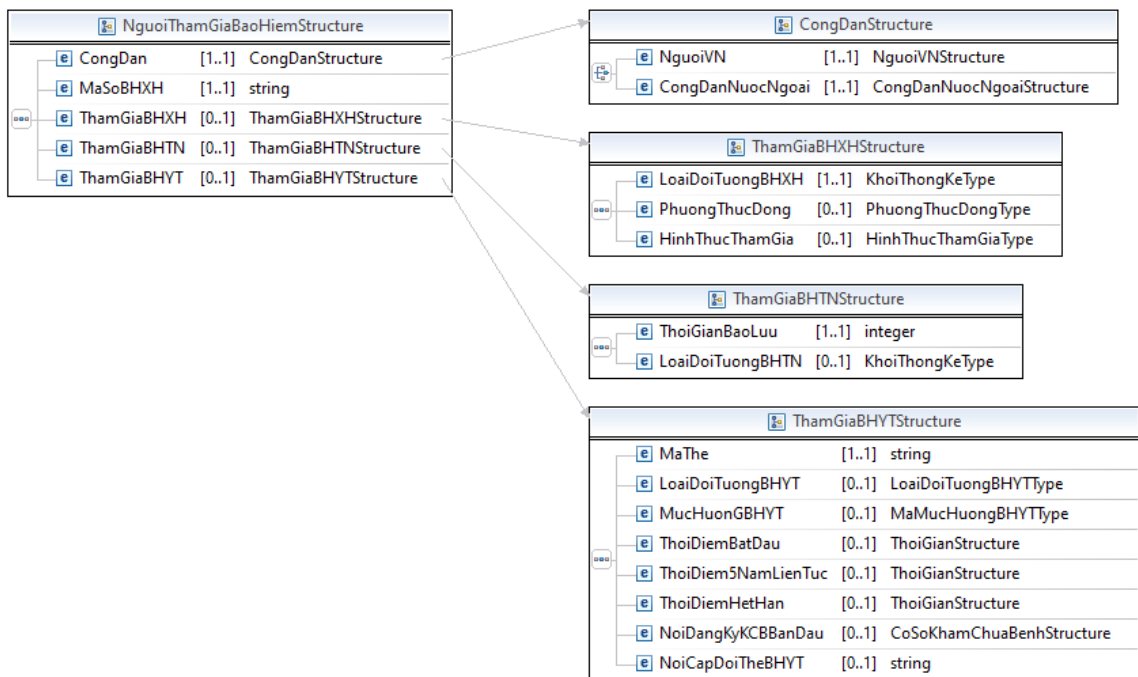 NguoiThamGiaBaoHiemStructure
e CongDan [1..1] CongDanStructure
e MaSoBHXH [1..1] string
e ThamGiaBHXH [0..1] ThamGiaBHXHStructure
e ThamGiaBHTN [0..1] ThamGiaBHTNStructure
e ThamGiaBHYT [0..1] ThamGiaBHYTStructure
CongDanStructure
e NguoiVN [1..1] NguoiVNStructure
e CongDanNuocNgoai [1..1] CongDanNuocNgoaiStructure
ThamGiaBHXHStructure
e LoaiDoiTuongBHXH [1..1] KhoiThongKeType
e PhuongThucDong [0..1] PhuongThucDongType
e HinhThucThamGia [0..1] HinhThucThamGiaType
ThamGiaBHTNStructure
e ThoiGianBaoLuu [1..1] integer
e LoaiDoiTuongBHTN [0..1] KhoiThongKeType
ThamGiaBHYTStructure
e MaThe [1..1] string
e LoaiDoiTuongBHYT [0..1] LoaiDoiTuongBHYTType
e MucHuonGBHYT [0..1] MaMucHuongBHYTType
e ThoiDiemBatDau [0..1] ThoiGianStructure
e ThoiDiem5NamLienTuc [0..1] ThoiGianStructure
e ThoiDiemHetHan [0..1] ThoiGianStructure
e NoiDangKyKCBBanDau [0..1] CoSoKhamChuaBenhStructure
e NoiCapDoiTheBHYT [0..1] string